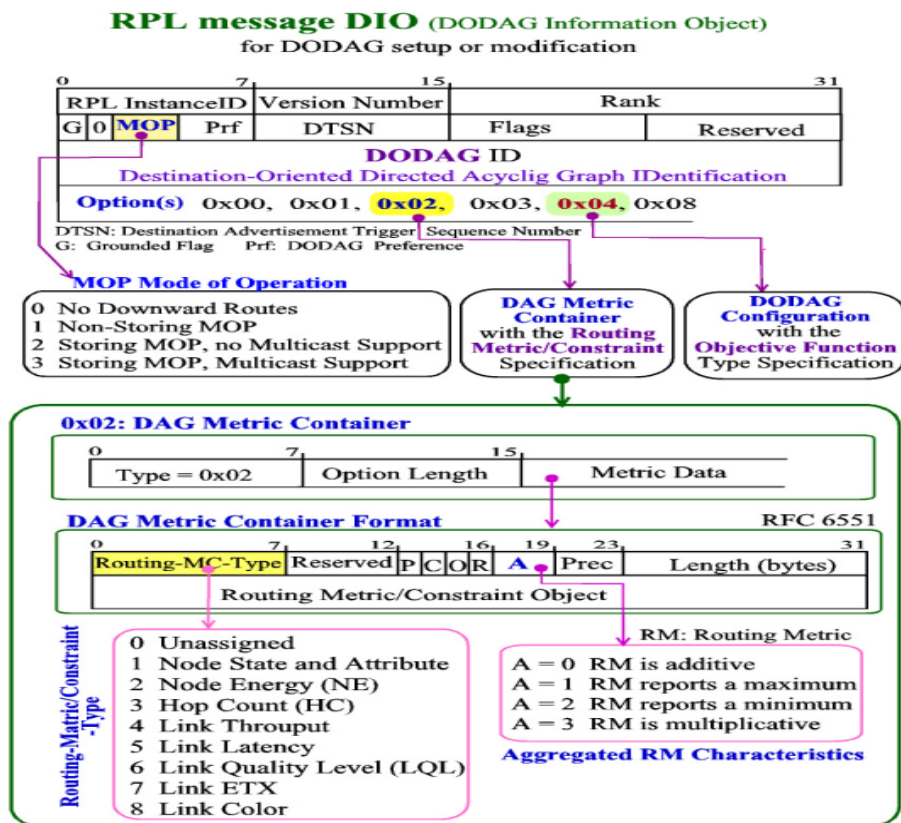 RPL message DIO (DODAG Information Object)
for DODAG setup or modification
0 7 15 31
RPL InstanceID Version Number Rank
G 0 MOP Prf DTSN Flags Reserved
DODAG ID
Destination-Oriented Directed Acyclig Graph IDentification
Option(s) 0x00, 0x01, 0x02, 0x03, 0x04, 0x08
DTSN: Destination Advertisement Trigger Sequence Number
G: Grounded Flag Prf: DODAG Preference
MOP Mode of Operation
0 No Downward Routes
1 Non-Storing MOP
2 Storing MOP, no Multicast Support
3 Storing MOP, Multicast Support
DAG Metric
Container
with the Routing
Metric/Constraint
Specification
DODAG
Configuration
with the
Objective Function
Type Specification
0x02: DAG Metric Container
0 7 15
Type = 0x02 Option Length Metric Data
DAG Metric Container Format RFC 6551
0 7 12 16 19 23 31
Routing-MC-Type Reserved P C O R A Prec Length (bytes)
Routing Metric/Constraint Object
Routing-Matric/Constraint
-Type
0 Unassigned
1 Node State and Attribute
2 Node Energy (NE)
3 Hop Count (HC)
4 Link Throuput
5 Link Latency
6 Link Quality Level (LQL)
7 Link ETX
8 Link Color
RM: Routing Metric
A = 0 RM is additive
A = 1 RM reports a maximum
A = 2 RM reports a minimum
A = 3 RM is multiplicative
Aggregated RM Characteristics